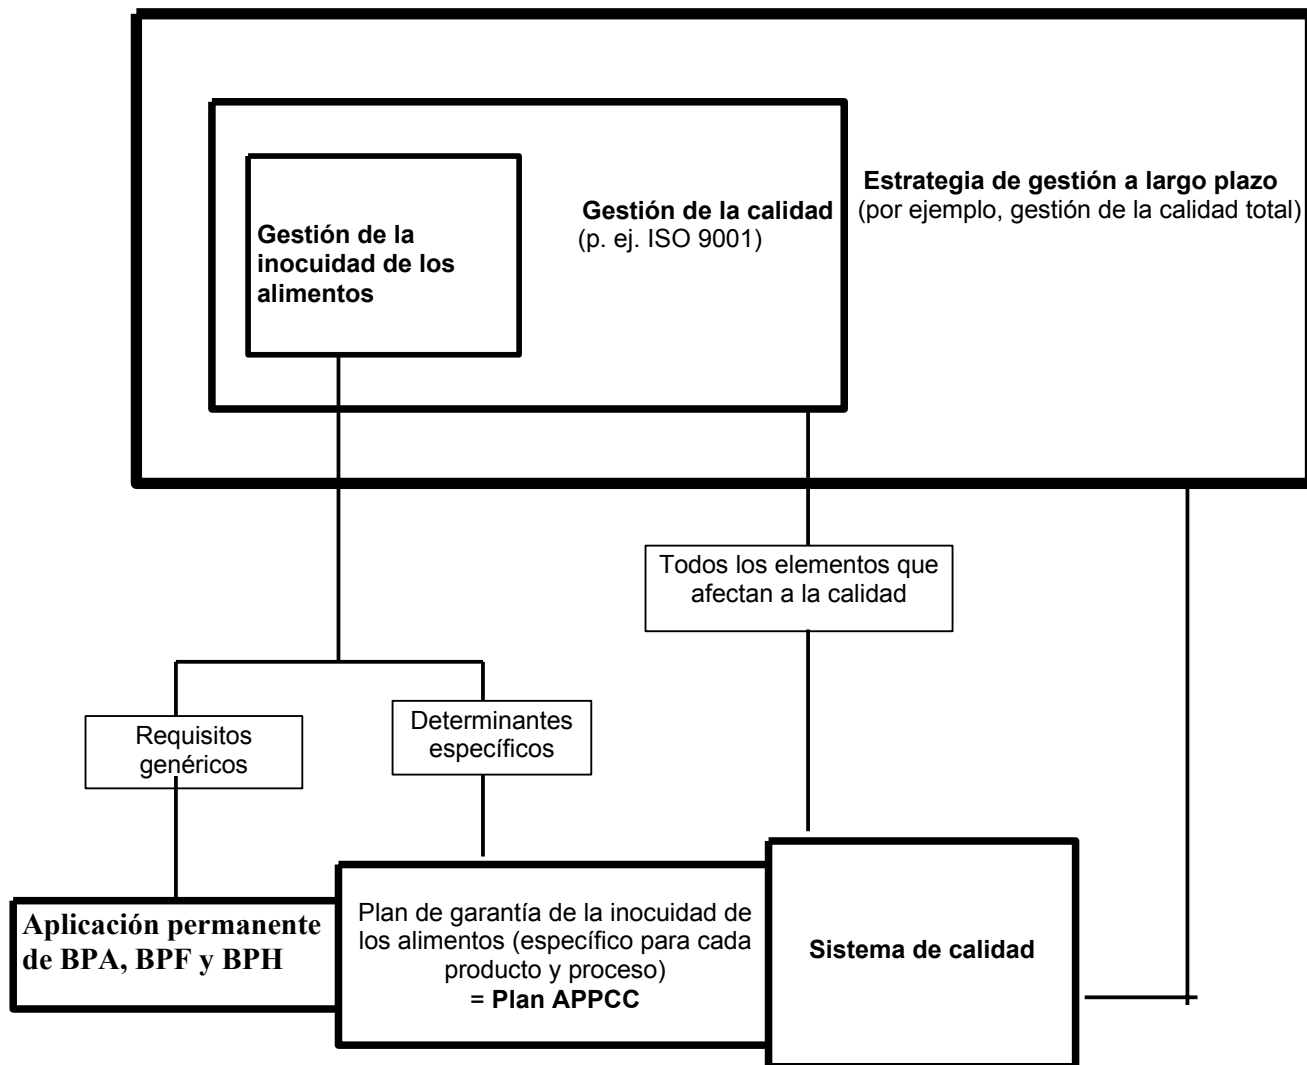 Estrategia de gestión a largo plazo
(por ejemplo, gestión de la calidad total)
Gestión de la calidad
(p. ej. ISO 9001)
Gestión de la
inocuidad de los
alimentos
Todos los elementos que
afectan a la calidad
Requisitos
genéricos
Determinantes
específicos
Aplicación permanente
de BPA, BPF y BPH
Plan de garantía de la inocuidad de
los alimentos (específico para cada
producto y proceso)
= Plan APPCC
Sistema de calidad